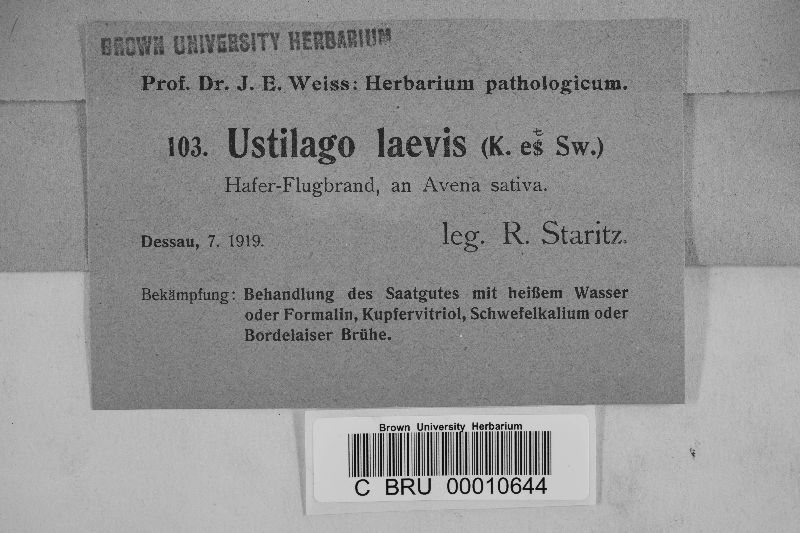 BROWN UNIVERSITY HERBARIUM
Prof. Dr. J. E. Weiss: Herbarium pathologicum.
103. Ustilago laevis (K. et Sw.)
Hafer-Flugbrand, an Avena sativa.
Dessau, 7. 1919. leg. R. Staritz.
Bekämpfung: Behandlung des Saatgutes mit heißem Wasser
oder Formalin, Kupfervitriol, Schwefelkalium oder
Bordelaiser Brühe.
Brown University Herbarium
C BRU 00010644